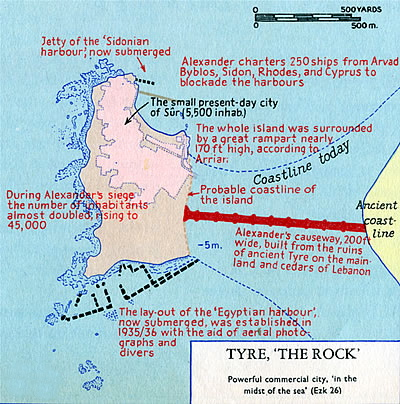 0 500 YARDS
0 500 m.
Jetty of the 'Sidonian
harbour', now submerged
Alexander charters 250 ships from Arvad
Byblos, Sidon, Rhodes, and Cyprus to
blockade the harbours
The small present-day city
of Sûr (5,500 inhab.)
The whole island was surrounded
by a great rampart nearly
170 ft high, according to
Arrian.
Coastline today
During Alexander's siege
the number of inhabitants
almost doubled, rising to
45,000
Probable coastline of
the island
Ancient
coast-
line
-5m.
Alexander's causeway, 200ft
wide, built from the ruins
of ancient Tyre on the main-
land and cedars of Lebanon
The lay-out of the 'Egyptian harbour',
now submerged, was established in
1935/36 with the aid of aerial photo-
graphs and
divers
TYRE, 'THE ROCK'
Powerful commercial city, 'in the
midst of the sea' (Ezk 26)